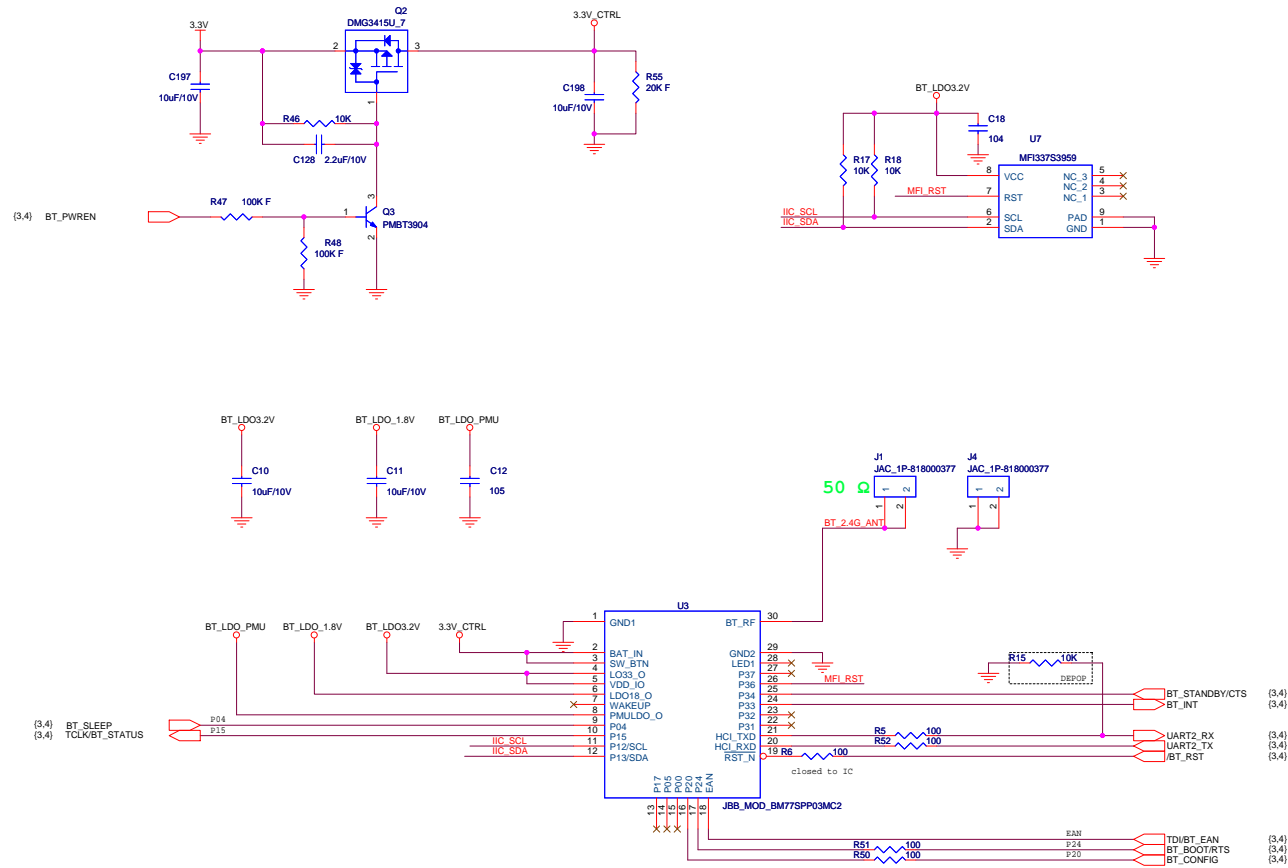 Q2
DMG3415U_7
3.3V
3.3V_CTRL
2
3
1
C197
10uF/10V
C198
10uF/10V
R55
20K F
R46
10K
C128
2.2uF/10V
{3,4}
BT_PWREN
R47
100K F
1
3
2
Q3
PMBT3904
R48
100K F
BT_LDO3.2V
C18
104
U7
MFI337S3959
R17
10K
R18
10K
MFI_RST
IIC_SCL
IIC_SDA
8
VCC
7
RST
6
SCL
2
SDA
NC_3
5
NC_2
4
NC_1
3
PAD
9
GND
1
BT_LDO3.2V
C10
10uF/10V
BT_LDO_1.8V
C11
10uF/10V
BT_LDO_PMU
C12
105
J1
JAC_1P-818000377
50 Ω
1
2
1
2
BT_2.4G_ANT
J4
JAC_1P-818000377
1
2
1
2
U3
BT_LDO_PMU
BT_LDO_1.8V
BT_LDO3.2V
3.3V_CTRL
1
GND1
2
BAT_IN
3
SW_BTN
4
LO33_O
5
VDD_IO
6
LDO18_O
7
WAKEUP
8
PMULDO_O
9
P04
10
P15
11
P12/SCL
12
P13/SDA
{3,4}
BT_SLEEP
P04
{3,4}
TCLK/BT_STATUS
P15
IIC_SCL
IIC_SDA
BT_RF
30
GND2
29
LED1
28
P37
27
P36
26
P34
25
P33
24
P32
23
P31
22
HCI_TXD
21
HCI_RXD
20
RST_N
19
MFI_RST
R15
10K
DEPOP
R5
100
R52
100
R6
100
closed to IC
BT_STANDBY/CTS
{3,4}
BT_INT
{3,4}
UART2_RX
{3,4}
UART2_TX
{3,4}
/BT_RST
{3,4}
P17
P05
P00
P20
P24
EAN
13
14
15
16
17
18
JBB_MOD_BM77SPP03MC2
EAN
TDI/BT_EAN
{3,4}
R51
100
P24
BT_BOOT/RTS
{3,4}
R50
100
P20
BT_CONFIG
{3,4}